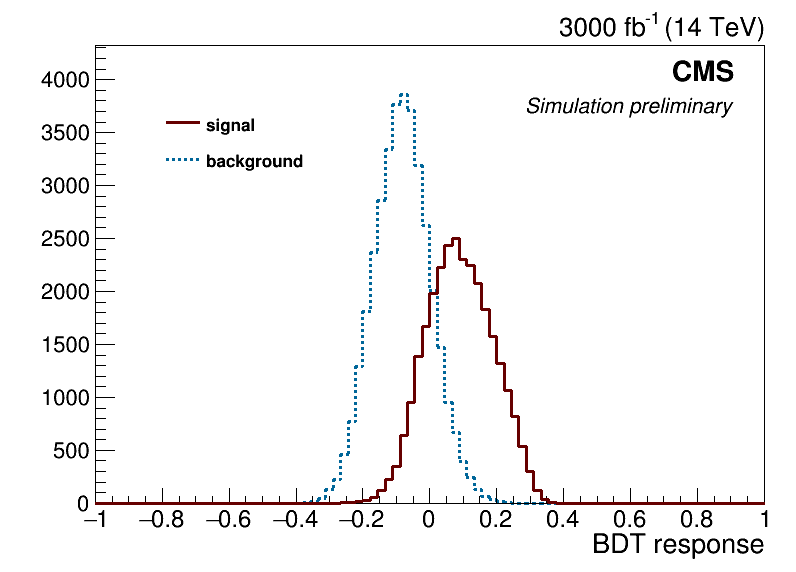 3000 fb-1 (14 TeV)
CMS
Simulation preliminary
signal
background
4000
3500
3000
2500
2000
1500
1000
500
0
−1 −0.8 −0.6 −0.4 −0.2 0 0.2 0.4 0.6 0.8 1
BDT response